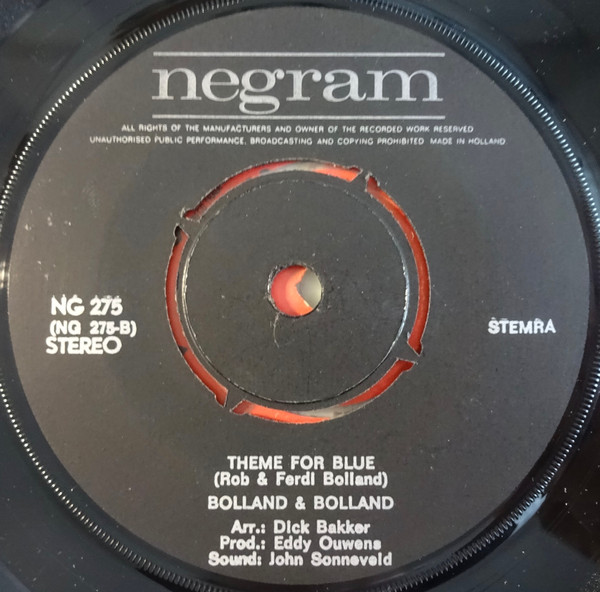 negram
ALL RIGHTS OF THE MANUFACTURERS AND OWNER OF THE RECORDED WORK RESERVED
UNAUTHORISED PUBLIC PERFORMANCE, BROADCASTING AND COPYING PROHIBITED MADE IN HOLLAND
NG 275
(NG 275-B)
STEREO
STEMRA
THEME FOR BLUE
(Rob & Ferdi Bolland)
BOLLAND & BOLLAND
Arr.: Dick Bakker
Prod.: Eddy Ouwens
Sound: John Sonneveld